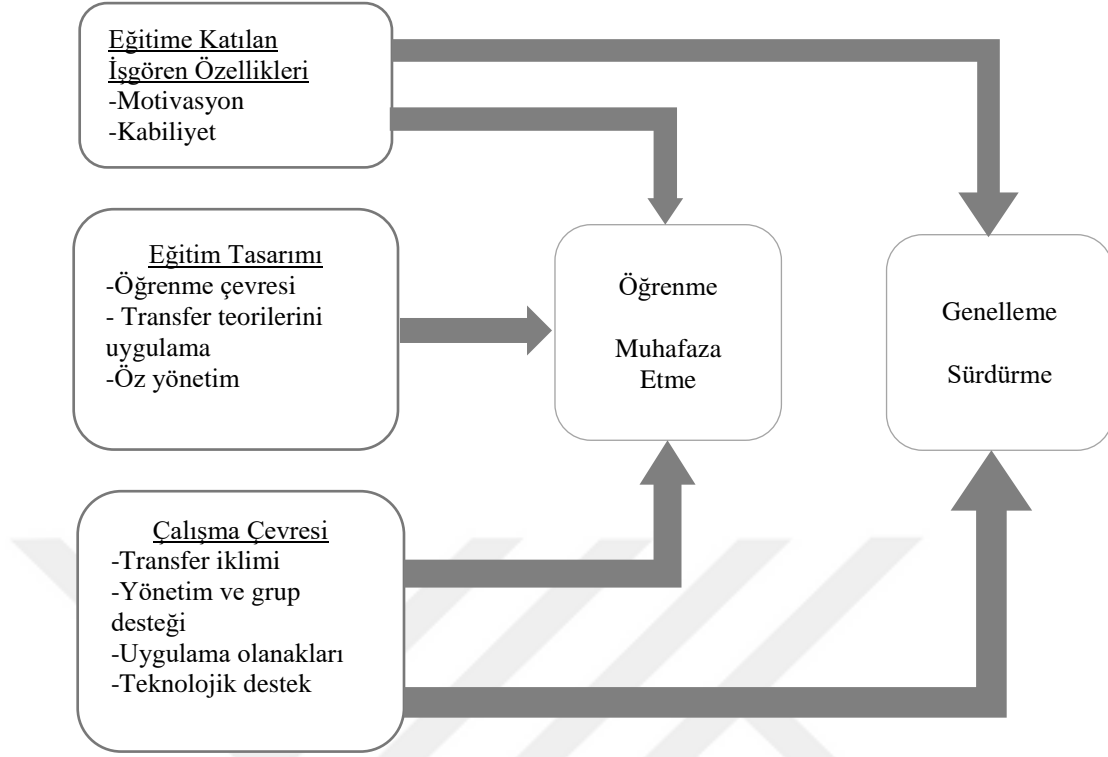 Eğitime Katılan
İşgören Özellikleri
-Motivasyon
-Kabiliyet
Eğitim Tasarımı
-Öğrenme çevresi
- Transfer teorilerini
uygulama
-Öz yönetim
Çalışma Çevresi
-Transfer iklimi
-Yönetim ve grup
desteği
-Uygulama olanakları
-Teknolojik destek
Öğrenme
Muhafaza
Etme
Genelleme
Sürdürme